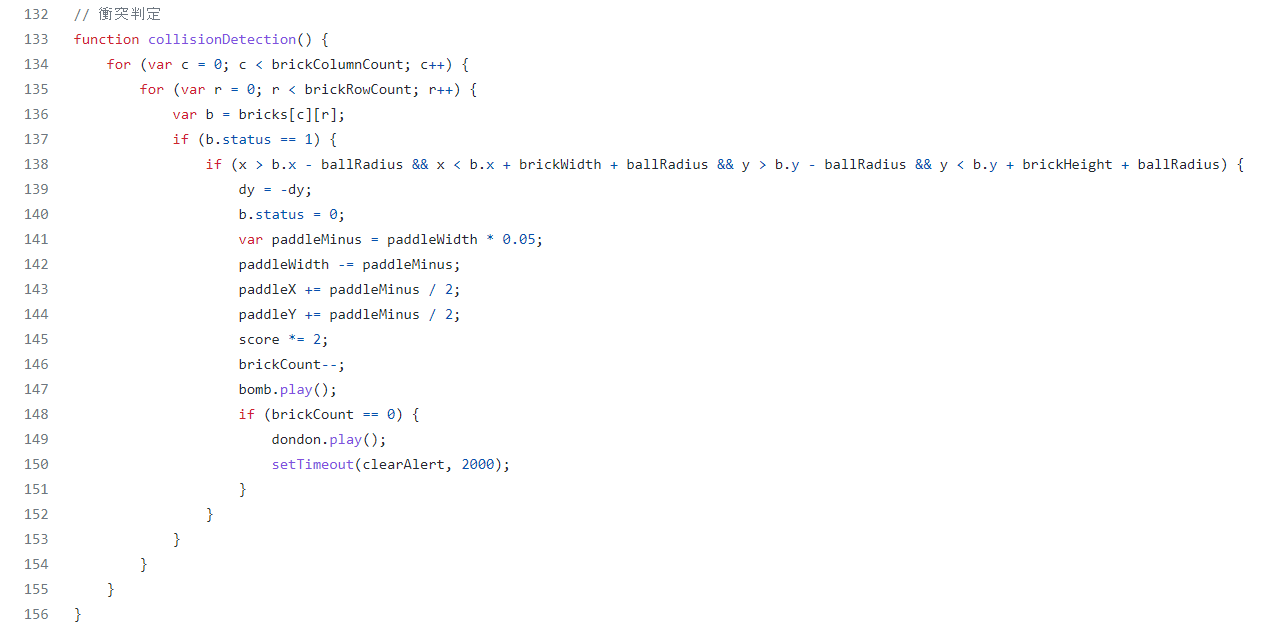 132 // 衝突判定
133 function collisionDetection() {
134     for (var c = 0; c < brickColumnCount; c++) {
135         for (var r = 0; r < brickRowCount; r++) {
136             var b = bricks[c][r];
137             if (b.status == 1) {
138                 if (x > b.x - ballRadius && x < b.x + brickWidth + ballRadius && y > b.y - ballRadius && y < b.y + brickHeight + ballRadius) {
139                     dy = -dy;
140                     b.status = 0;
141                     var paddleMinus = paddleWidth * 0.05;
142                     paddleWidth -= paddleMinus;
143                     paddleX += paddleMinus / 2;
144                     paddleY += paddleMinus / 2;
145                     score *= 2;
146                     brickCount--;
147                     bomb.play();
148                     if (brickCount == 0) {
149                         dondon.play();
150                         setTimeout(clearAlert, 2000);
151                     }
152                 }
153             }
154         }
155     }
156 }